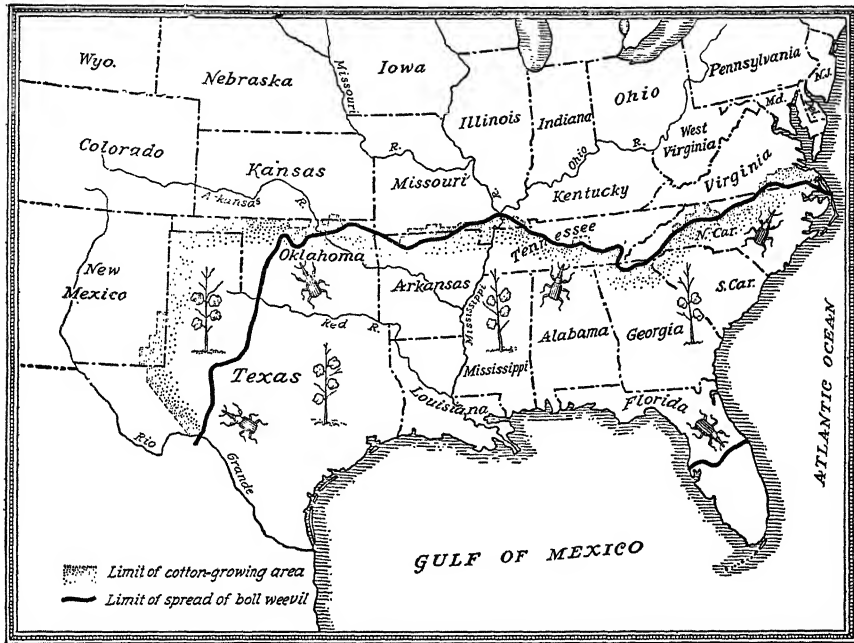 Wyo.
Nebraska
Iowa
Missouri
Illinois
Indiana
Ohio
Pennsylvania
N.J.
Md.
Del.
West
Virginia
Virginia
Colorado
Kansas
Missouri
R.
R.
Ohio
R.
Kentucky
Arkansas
R.
New
Mexico
Oklahoma
Arkansas
Tennessee
N. Car.
S. Car.
Red
R.
Mississippi
Mississippi
Alabama
Georgia
Texas
Louisiana
Florida
Rio
Grande
ATLANTIC OCEAN
GULF OF MEXICO
Limit of cotton-growing area
Limit of spread of boll weevil